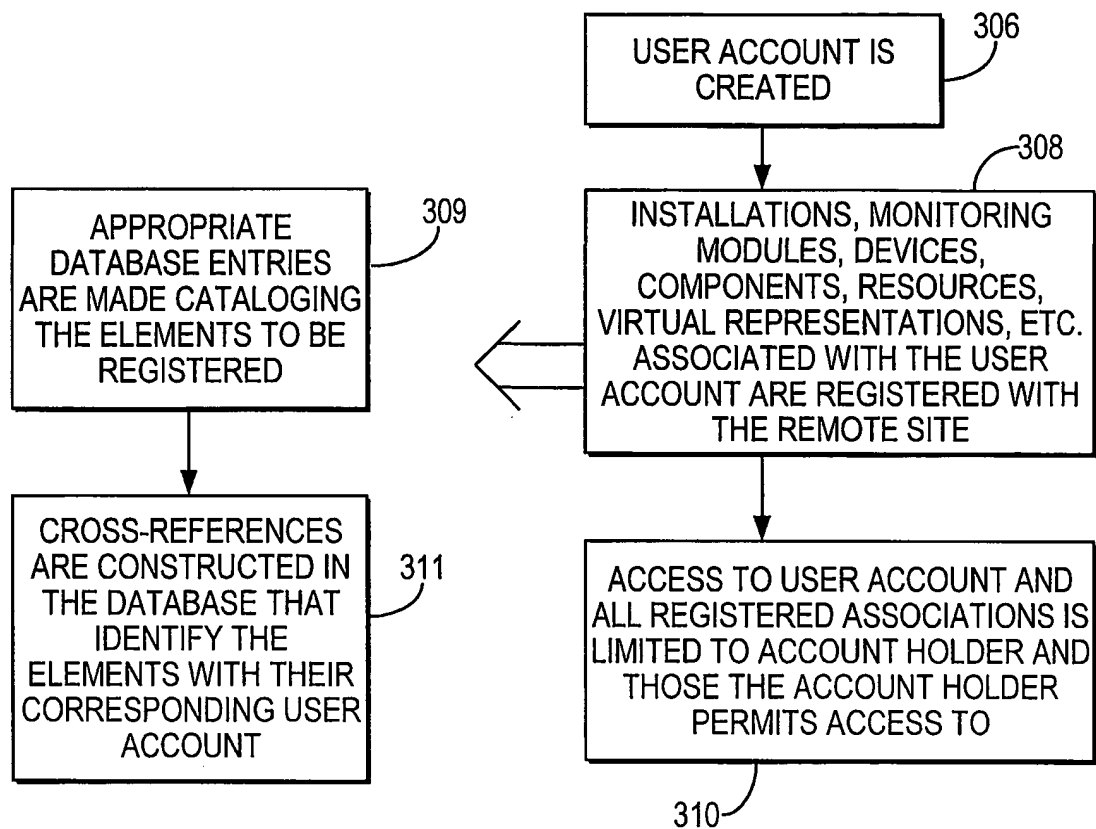 306
USER ACCOUNT IS
CREATED
308
INSTALLATIONS, MONITORING
MODULES, DEVICES,
COMPONENTS, RESOURCES,
VIRTUAL REPRESENTATIONS, ETC.
ASSOCIATED WITH THE USER
ACCOUNT ARE REGISTERED WITH
THE REMOTE SITE
309
APPROPRIATE
DATABASE ENTRIES
ARE MADE CATALOGING
THE ELEMENTS TO BE
REGISTERED
311
CROSS-REFERENCES
ARE CONSTRUCTED IN
THE DATABASE THAT
IDENTIFY THE
ELEMENTS WITH THEIR
CORRESPONDING USER
ACCOUNT
ACCESS TO USER ACCOUNT AND
ALL REGISTERED ASSOCIATIONS IS
LIMITED TO ACCOUNT HOLDER AND
THOSE THE ACCOUNT HOLDER
PERMITS ACCESS TO
310